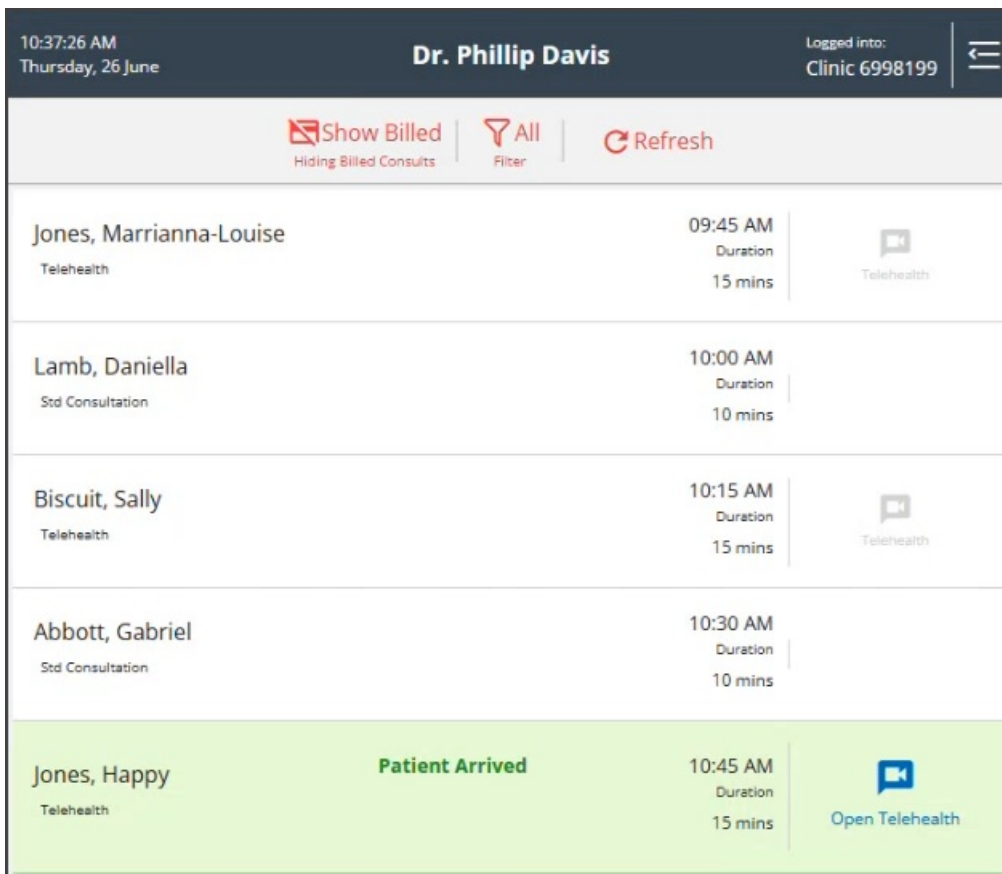 10:37:26 AM
Thursday, 26 June
Dr. Phillip Davis
Logged into:
Clinic 6998199
Show Billed
Hiding Billed Consults
All
Filter
Refresh
Jones, Marrianna-Louise
Telehealth
09:45 AM
Duration
15 mins
Telehealth
Lamb, Daniella
Std Consultation
10:00 AM
Duration
10 mins
Biscuit, Sally
Telehealth
10:15 AM
Duration
15 mins
Telehealth
Abbott, Gabriel
Std Consultation
10:30 AM
Duration
10 mins
Jones, Happy
Telehealth
Patient Arrived
10:45 AM
Duration
15 mins
Open Telehealth